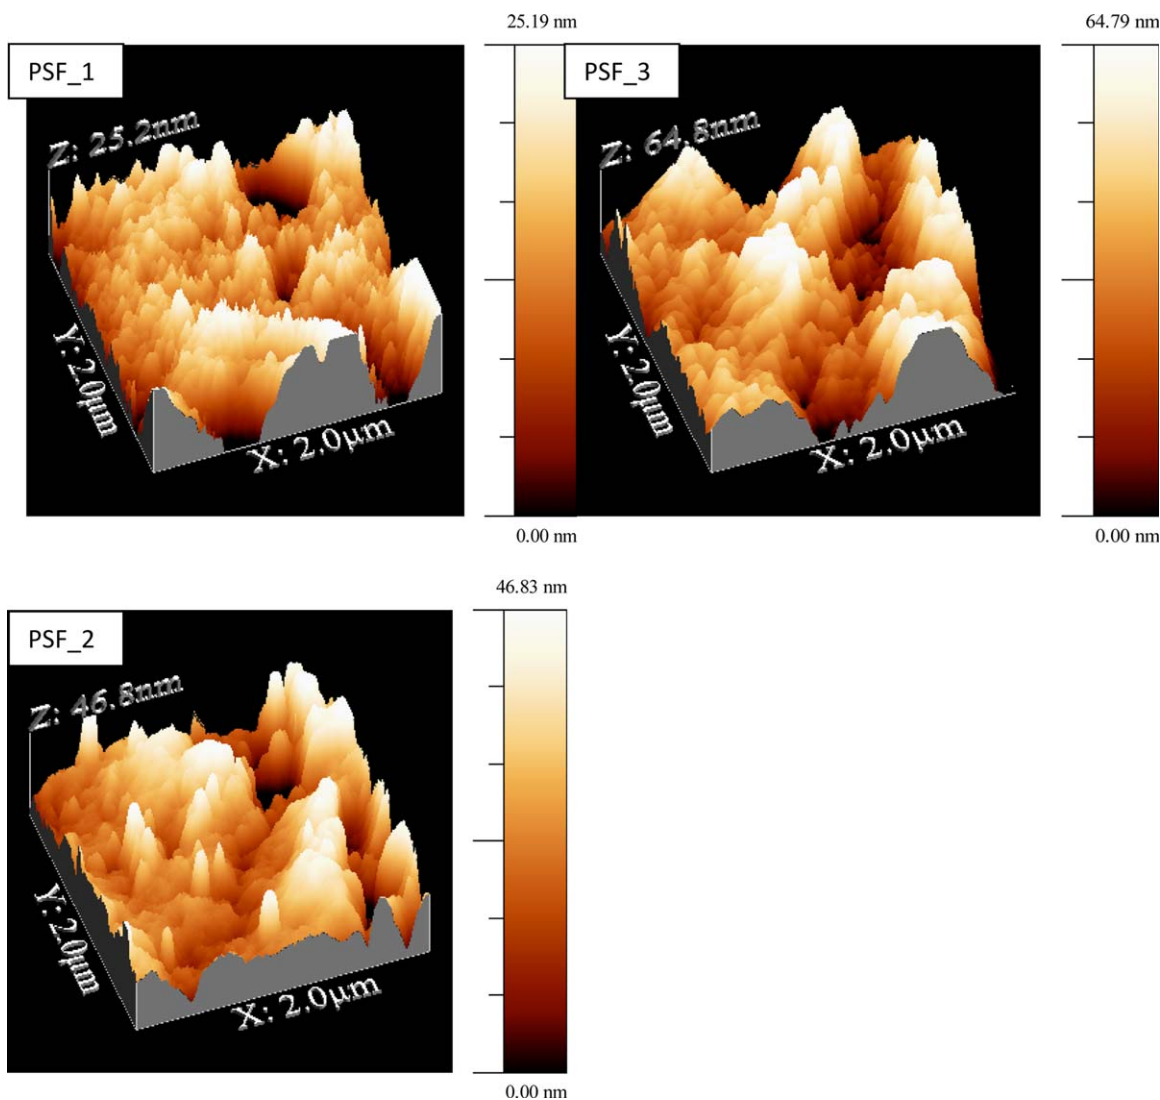 25.19 nm
PSF_1
Z: 25.2nm
Y: 2.0µm
X: 2.0µm
0.00 nm
64.79 nm
PSF_3
Z: 64.8nm
Y: 2.0µm
X: 2.0µm
0.00 nm
46.83 nm
PSF_2
Z: 46.8nm
Y: 2.0µm
X: 2.0µm
0.00 nm